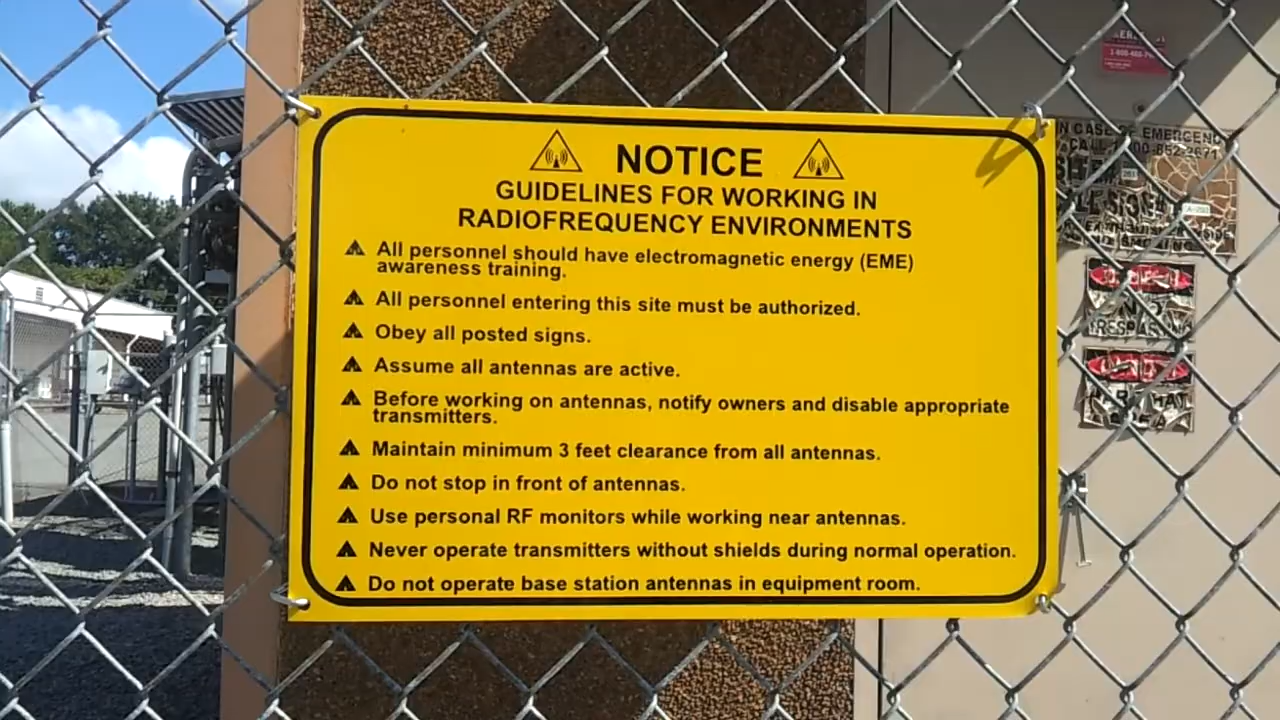 NOTICE
GUIDELINES FOR WORKING IN
RADIOFREQUENCY ENVIRONMENTS
All personnel should have electromagnetic energy (EME)
awareness training.
All personnel entering this site must be authorized.
Obey all posted signs.
Assume all antennas are active.
Before working on antennas, notify owners and disable appropriate
transmitters.
Maintain minimum 3 feet clearance from all antennas.
Do not stop in front of antennas.
Use personal RF monitors while working near antennas.
Never operate transmitters without shields during normal operation.
Do not operate base station antennas in equipment room.
IN CASE OF EMERGENCY
CALL
NO
TRESPASSING